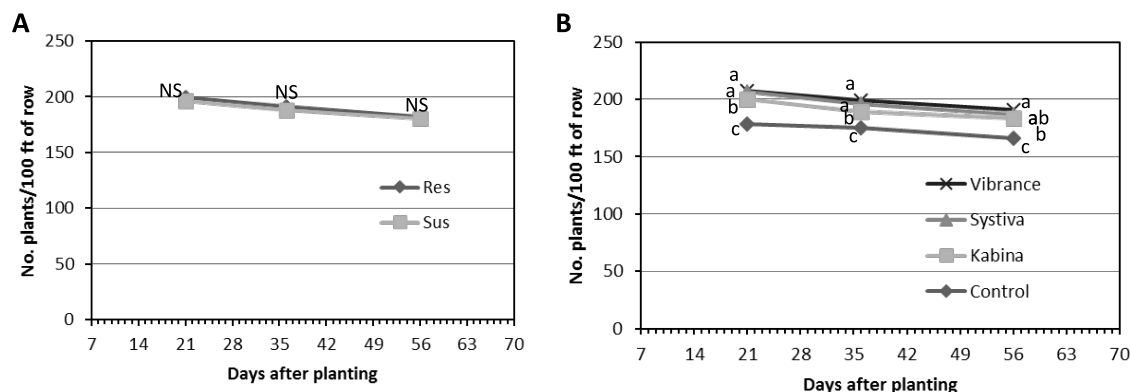 A
250
200
150
200
50
0
No. plants/100 ft of row
NS
NS
NS
Res
Sus
7 14 21 28 35 42 49 56 63 70
Days after planting
B
250
200
150
200
50
0
No. plants/100 ft of row
a
a
b
c
a
a
b
c
a
ab
b
c
Vibrance
Systiva
Kabina
Control
7 14 21 28 35 42 49 56 63 70
Days after planting